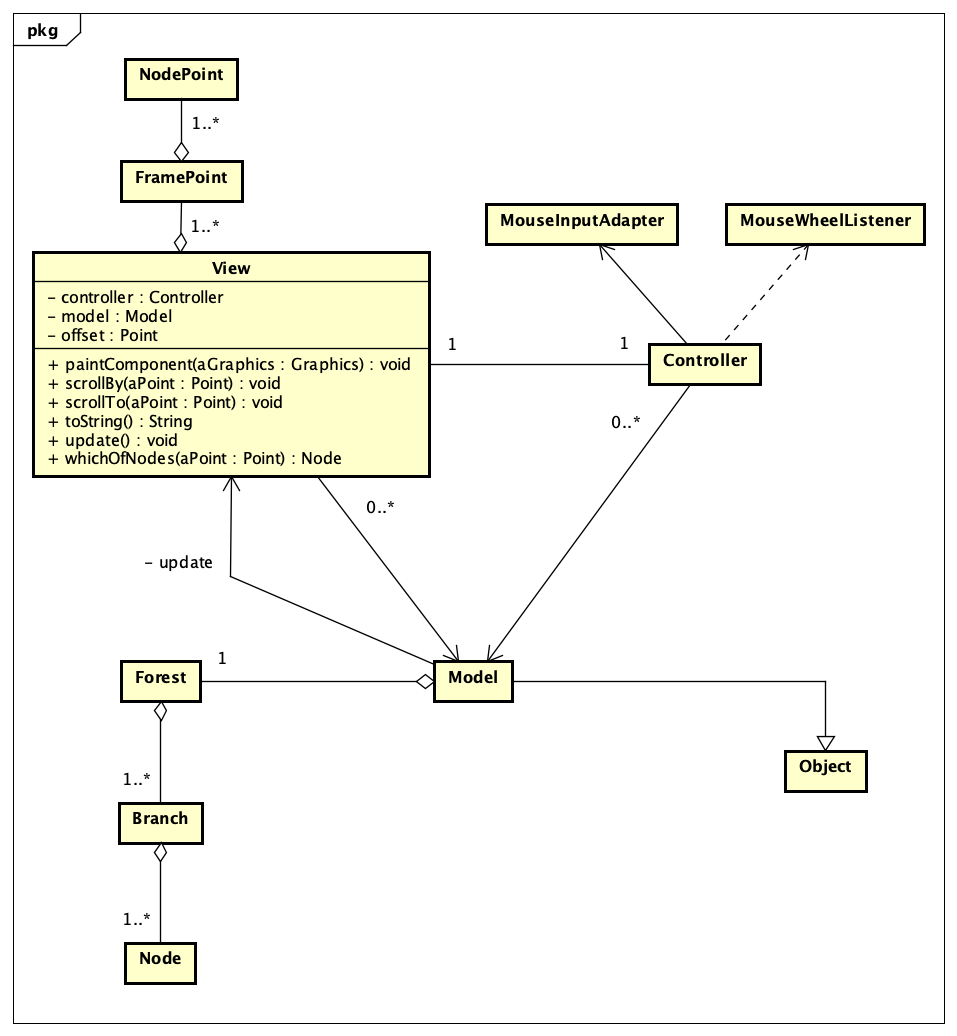 pkg
NodePoint
1..*
FramePoint
1..*
MouseInputAdapter
MouseWheelListener
View
– controller : Controller
– model : Model
– offset : Point
+ paintComponent(aGraphics : Graphics) : void
+ scrollBy(aPoint : Point) : void
+ scrollTo(aPoint : Point) : void
+ toString() : String
+ update() : void
+ whichOfNodes(aPoint : Point) : Node
1
1
Controller
0..*
0..*
– update
1
Forest
Model
Object
1..*
Branch
1..*
Node